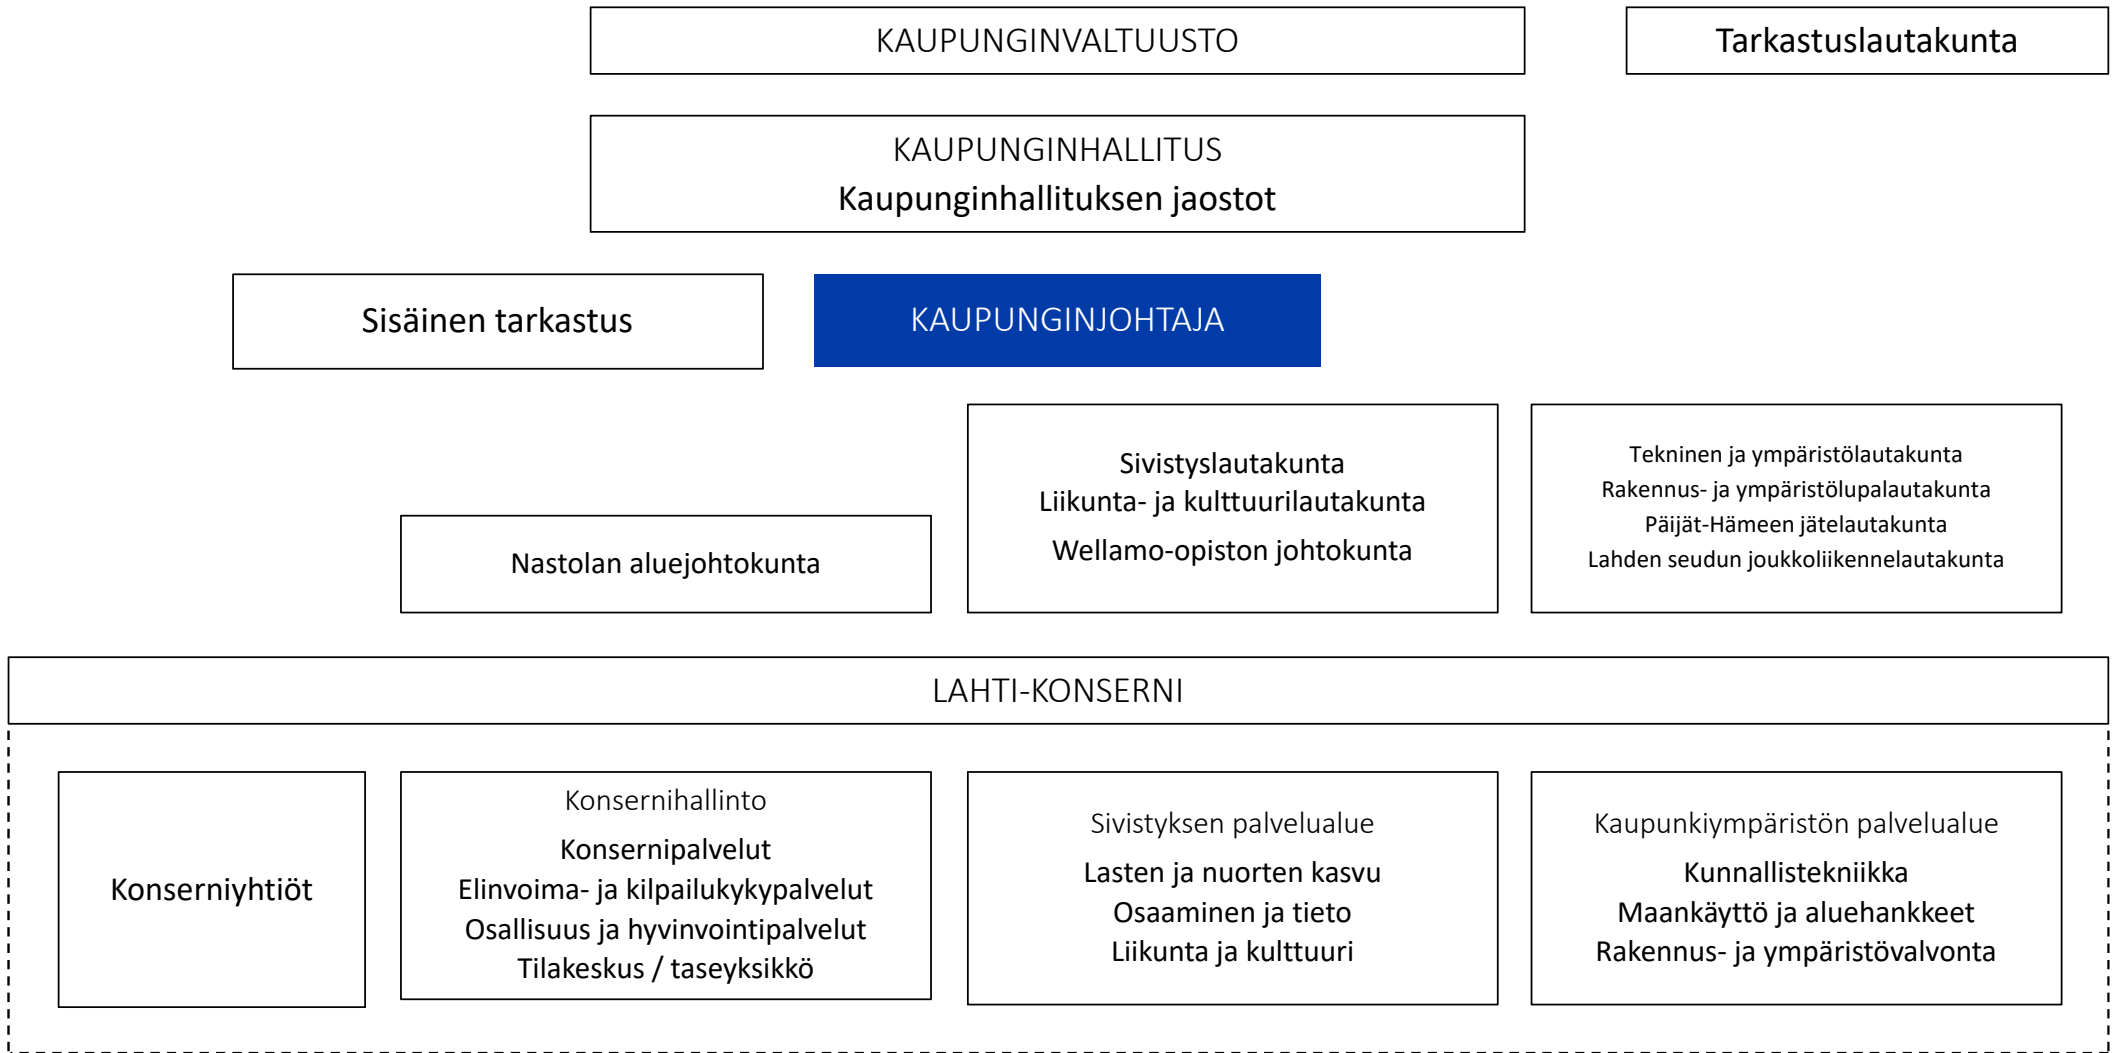 KAUPUNGINVALTUUSTO
Tarkastuslautakunta
KAUPUNGINHALLITUS
Kaupunginhallituksen jaostot
Sisäinen tarkastus
KAUPUNGINJOHTAJA
Nastolan aluejohtokunta
Sivistyslautakunta
Liikunta- ja kulttuurilautakunta
Wellamo-opiston johtokunta
Tekninen ja ympäristölautakunta
Rakennus- ja ympäristölupalautakunta
Päijät-Hämeen jätelautakunta
Lahden seudun joukkoliikennelautakunta
LAHTI-KONSERNI
Konserniyhtiöt
Konsernihallinto
Konsernipalvelut
Elinvoima- ja kilpailukykypalvelut
Osallisuus ja hyvinvointipalvelut
Tilakeskus / taseyksikkö
Sivistyksen palvelualue
Lasten ja nuorten kasvu
Osaaminen ja tieto
Liikunta ja kulttuuri
Kaupunkiympäristön palvelualue
Kunnallistekniikka
Maankäyttö ja aluehankkeet
Rakennus- ja ympäristövalvonta